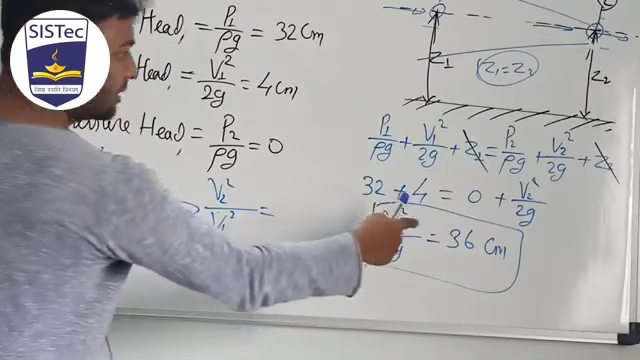 SISTec
विद्या ददाति विनयम्
Head, = P₁/ρg = 32 Cm
Head, = V₁²/2g = 4 Cm
Head, = P₂/ρg = 0
V₂²/V₁² =
Z₁
Z₁ = Z₂
Z₂
P₁/ρg + V₁²/2g + Z₁ = P₂/ρg + V₂²/2g + Z₂
32 + 4 = 0 + V₂²/2g
= 36 Cm